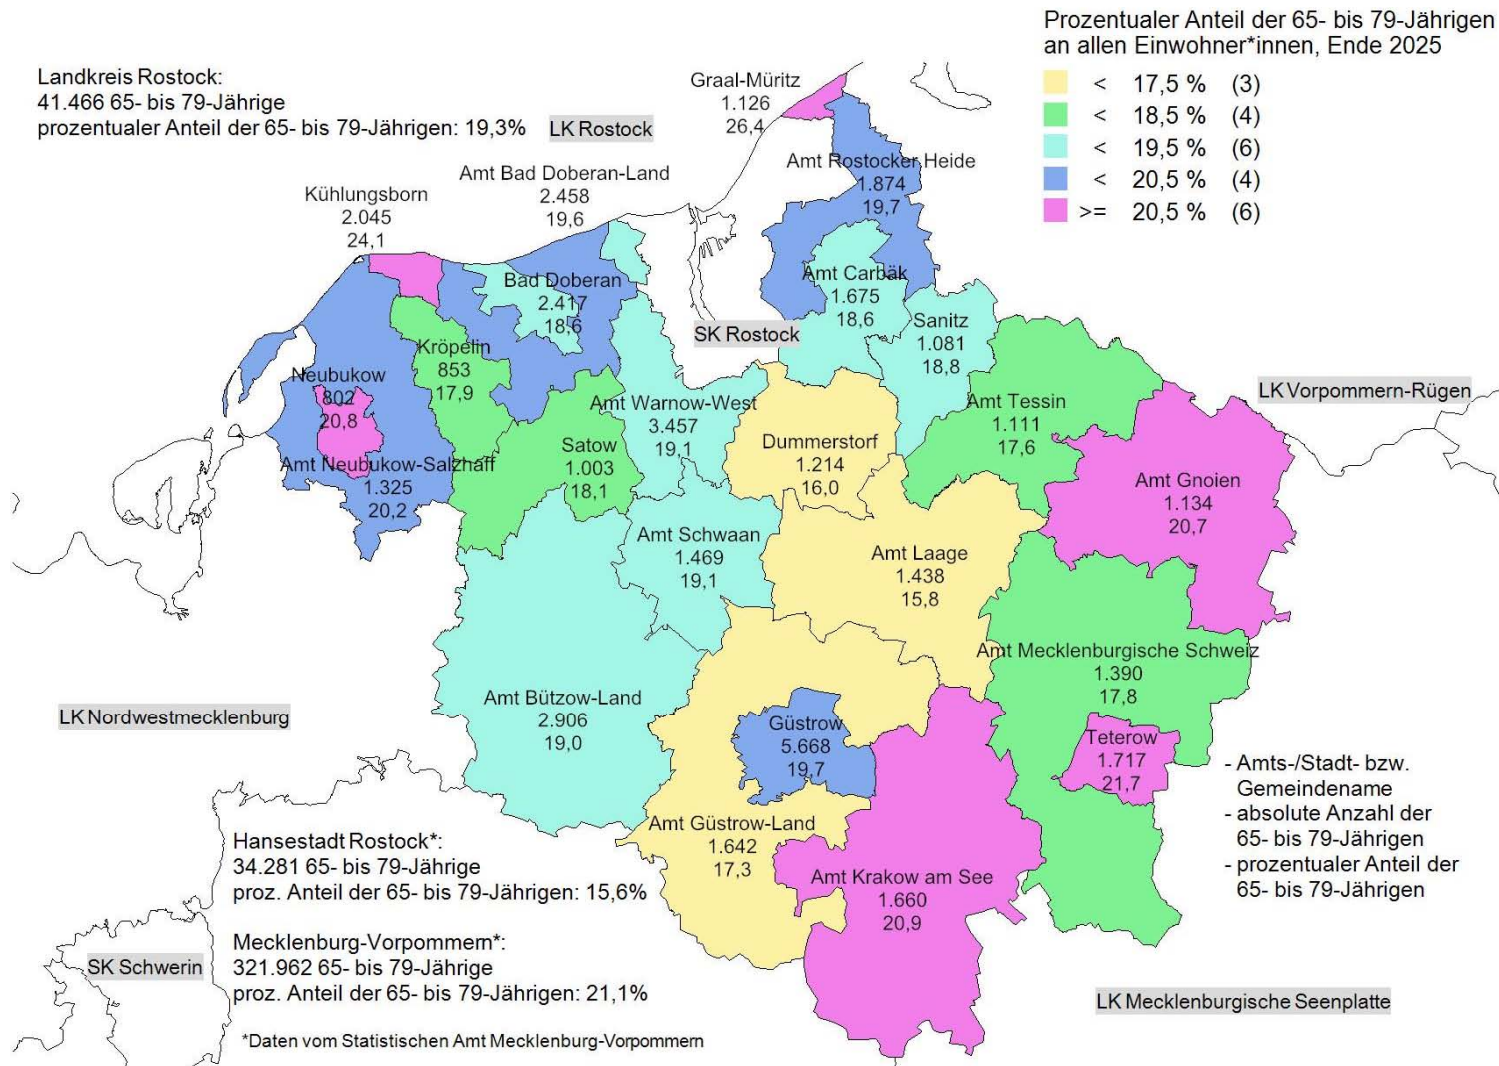 Prozentualer Anteil der 65- bis 79-Jährigen
an allen Einwohner*innen, Ende 2025
< 17,5 % (3)
< 18,5 % (4)
< 19,5 % (6)
< 20,5 % (4)
>= 20,5 % (6)
Landkreis Rostock:
41.466 65- bis 79-Jährige
prozentualer Anteil der 65- bis 79-Jährigen: 19,3%
LK Rostock
Graal-Müritz
1.126
26,4
Amt Rostocker Heide
1.874
19,7
Amt Bad Doberan-Land
2.458
19,6
Kühlungsborn
2.045
24,1
Bad Doberan
2.417
18,6
Amt Carbäk
1.675
18,6
Sanitz
1.081
18,8
SK Rostock
Kröpelin
853
17,9
Neubukow
802
20,8
Amt Neubukow-Salzhaff
1.325
20,2
Amt Warnow-West
3.457
19,1
Satow
1.003
18,1
Dummerstorf
1.214
16,0
Amt Tessin
1.111
17,6
LK Vorpommern-Rügen
Amt Gnoien
1.134
20,7
Amt Schwaan
1.469
19,1
Amt Laage
1.438
15,8
Amt Mecklenburgische Schweiz
1.390
17,8
Amt Bützow-Land
2.906
19,0
LK Nordwestmecklenburg
Güstrow
5.668
19,7
Teterow
1.717
21,7
Amt Güstrow-Land
1.642
17,3
Amt Krakow am See
1.660
20,9
- Amts-/Stadt- bzw.
Gemeindename
- absolute Anzahl der
65- bis 79-Jährigen
- prozentualer Anteil der
65- bis 79-Jährigen
Hansestadt Rostock*:
34.281 65- bis 79-Jährige
proz. Anteil der 65- bis 79-Jährigen: 15,6%
Mecklenburg-Vorpommern*:
321.962 65- bis 79-Jährige
proz. Anteil der 65- bis 79-Jährigen: 21,1%
SK Schwerin
LK Mecklenburgische Seenplatte
*Daten vom Statistischen Amt Mecklenburg-Vorpommern